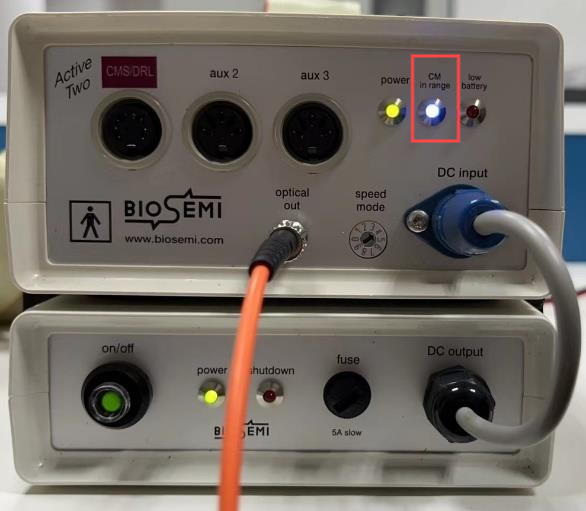 Active
Two
CMS/DRL
aux 2
aux 3
power
CM
in range
low
battery
DC input
optical
out
speed
mode
BIOSEMI
www.biosemi.com
on/off
power
shutdown
fuse
DC output
5A slow